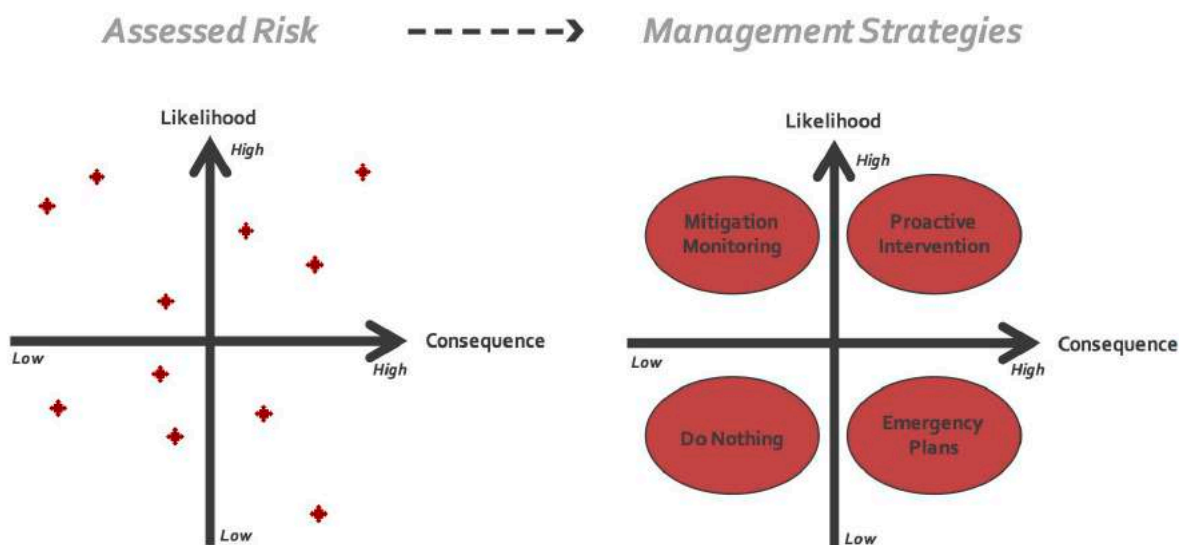 Assessed Risk
Management Strategies
Likelihood
High
Consequence
Low
High
Low
Likelihood
High
Mitigation
Monitoring
Proactive
Intervention
Consequence
Low
High
Do Nothing
Emergency
Plans
Low